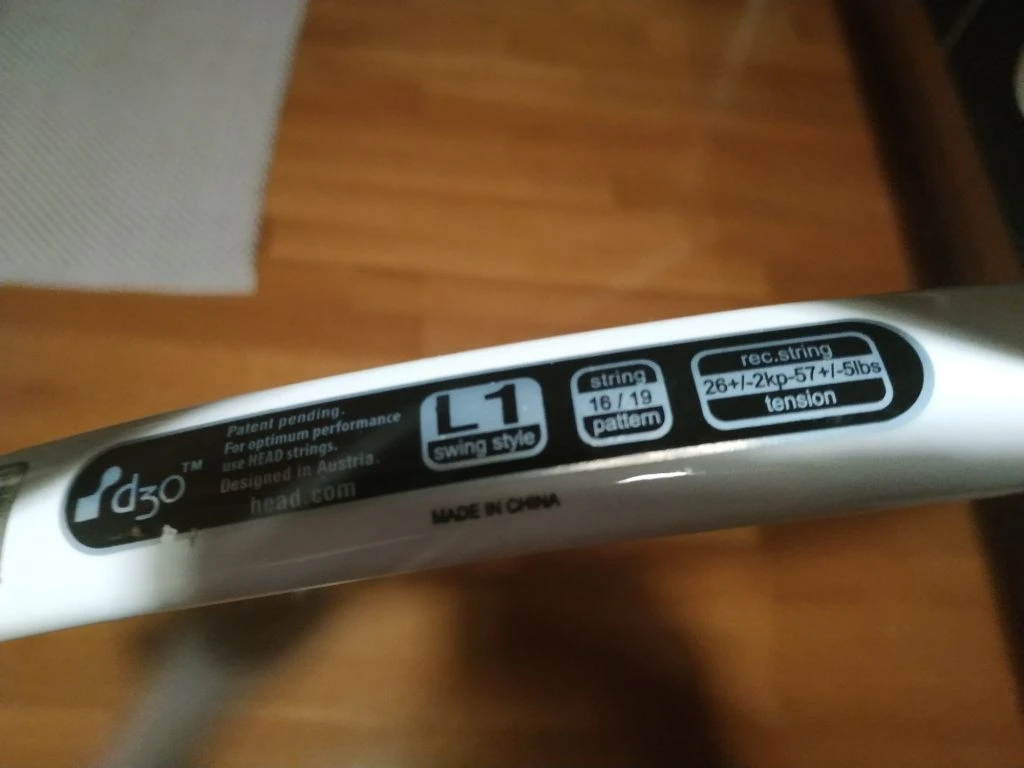 d3o™
Patent pending.
For optimum performance
use HEAD strings.
Designed in Austria.
head.com
L1
swing style
string
16 / 19
pattern
rec.string
26+/-2kp-57+/-5lbs
tension
MADE IN CHINA